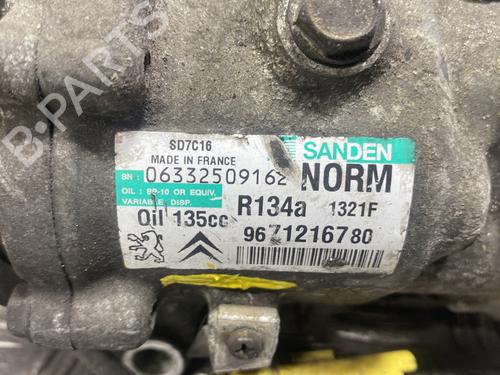 B-PARTS
SD7C16
MADE IN FRANCE
SANDEN
SN : 06332509162
NORM
OIL : SP-10 OR EQUIV.
VARIABLE DISP.
R134a 1321F
Oil 135cc
9671216780